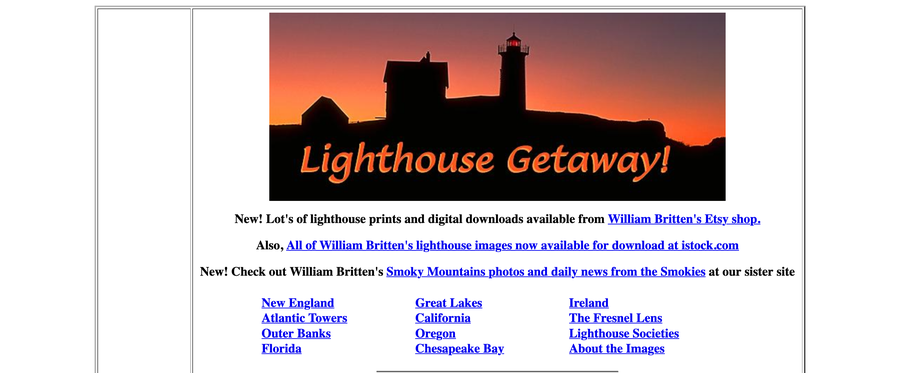 Lighthouse Getaway!
New! Lot's of lighthouse prints and digital downloads available from William Britten's Etsy shop.
Also, All of William Britten's lighthouse images now available for download at istock.com
New! Check out William Britten's Smoky Mountains photos and daily news from the Smokies at our sister site
New England
Atlantic Towers
Outer Banks
Florida
Great Lakes
California
Oregon
Chesapeake Bay
Ireland
The Fresnel Lens
Lighthouse Societies
About the Images